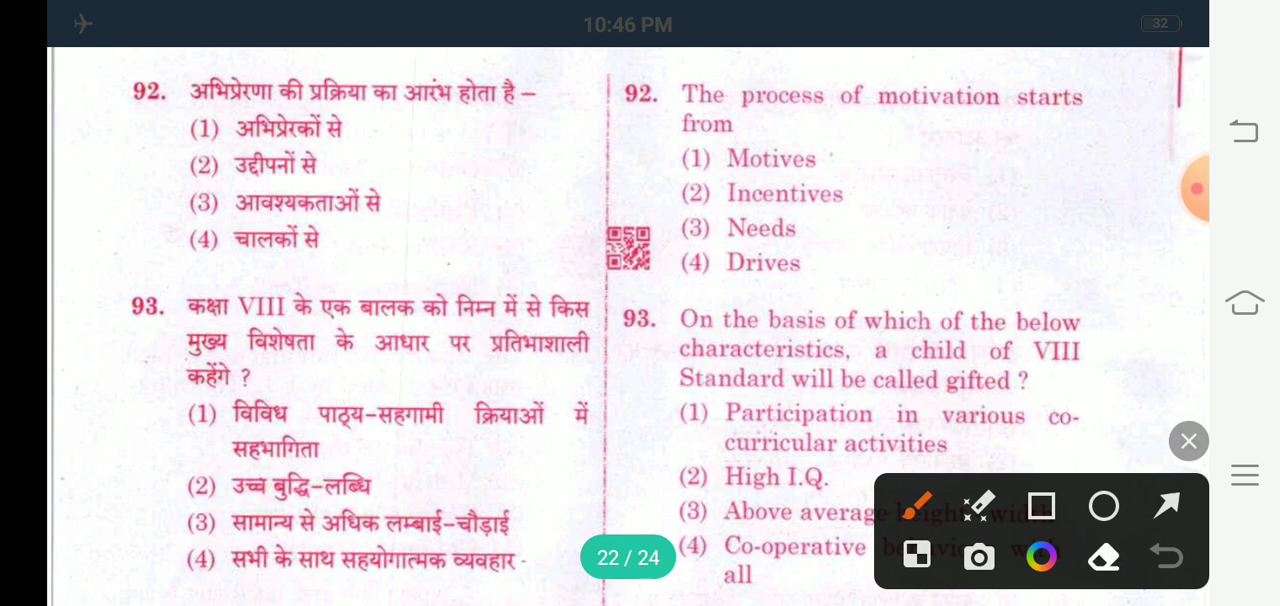 10:46 PM
32
92. अभिप्रेरणा की प्रक्रिया का आरंभ होता है –
(1) अभिप्रेरकों से
(2) उद्दीपनों से
(3) आवश्यकताओं से
(4) चालकों से
93. कक्षा VIII के एक बालक को निम्न में से किस
मुख्य विशेषता के आधार पर प्रतिभाशाली
कहेंगे ?
(1) विविध पाठ्य-सहगामी क्रियाओं में
सहभागिता
(2) उच्च बुद्धि-लब्धि
(3) सामान्य से अधिक लम्बाई-चौड़ाई
(4) सभी के साथ सहयोगात्मक व्यवहार
92. The process of motivation starts
from
(1) Motives
(2) Incentives
(3) Needs
(4) Drives
93. On the basis of which of the below
characteristics, a child of VIII
Standard will be called gifted ?
(1) Participation in various co-
curricular activities
(2) High I.Q.
(3) Above average height-width
(4) Co-operative behaviour with
all
22 / 24